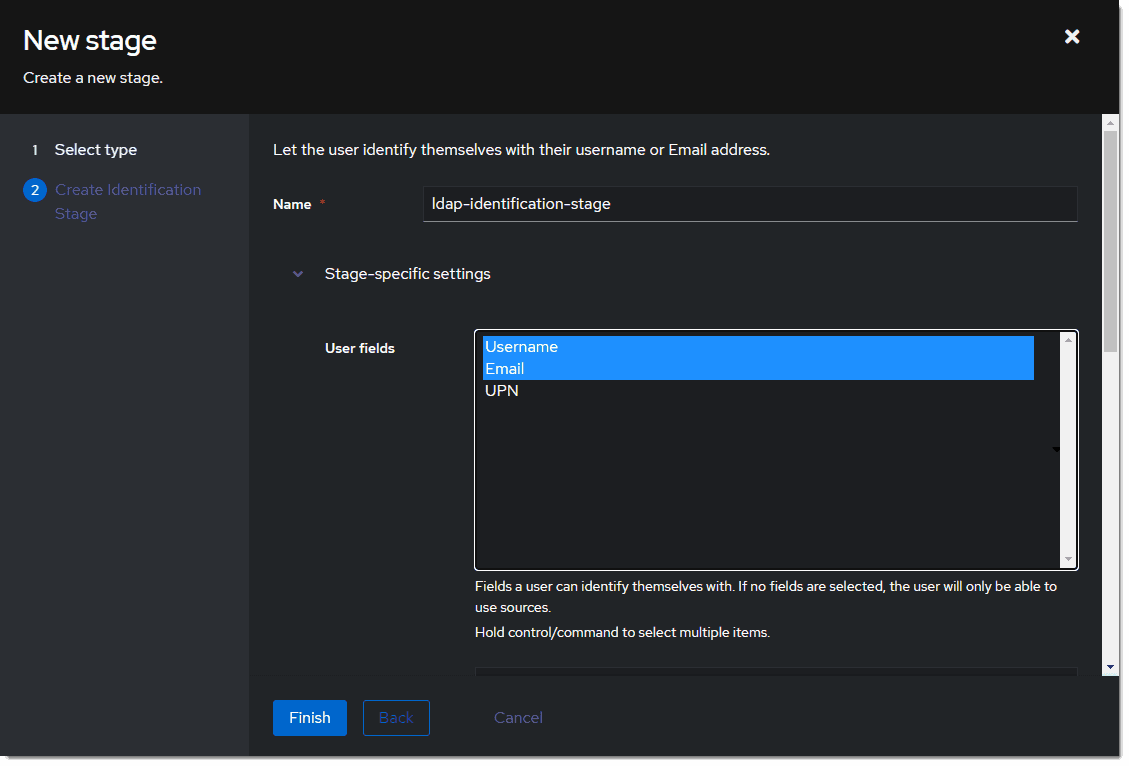 New stage
Create a new stage.
1 Select type
2 Create Identification
Stage
Let the user identify themselves with their username or Email address.
Name *
ldap-identification-stage
Stage-specific settings
User fields
Username
Email
UPN
Fields a user can identify themselves with. If no fields are selected, the user will only be able to
use sources.
Hold control/command to select multiple items.
Finish
Back
Cancel